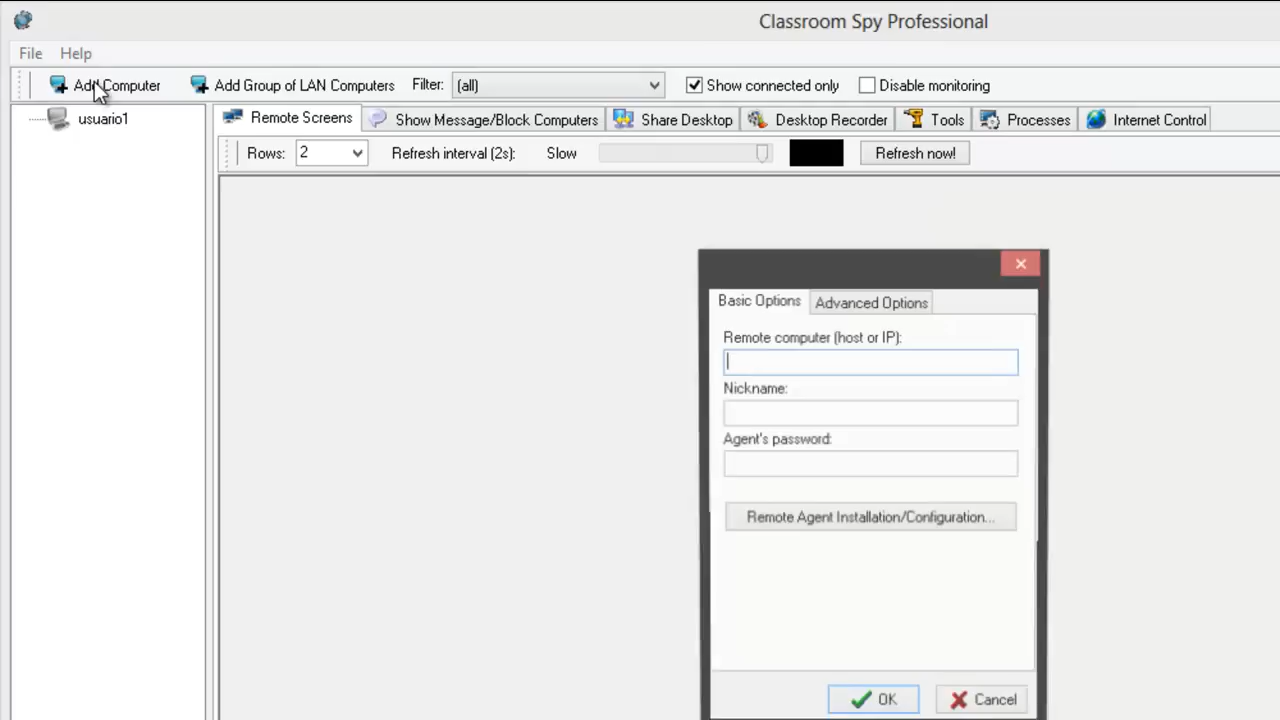 Classroom Spy Professional
File Help
Add Computer Add Group of LAN Computers Filter: (all) Show connected only Disable monitoring
usuario1
Remote Screens Show Message/Block Computers Share Desktop Desktop Recorder Tools Processes Internet Control
Rows: 2 Refresh interval (2s): Slow Refresh now!
Basic Options Advanced Options
Remote computer (host or IP):
Nickname:
Agent's password:
Remote Agent Installation/Configuration...
OK Cancel